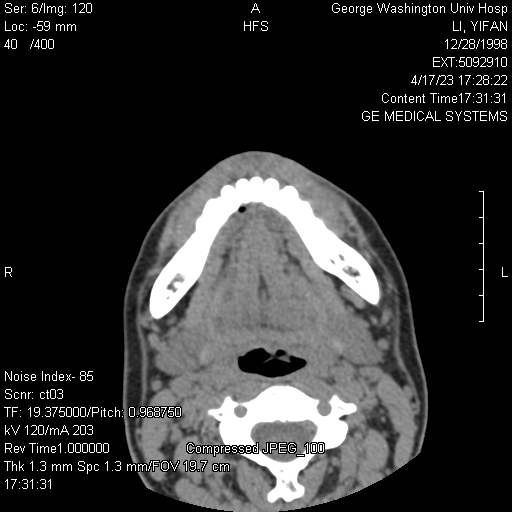 Ser: 6/Img: 120
Loc: -59 mm
40 /400
A
HFS
George Washington Univ Hosp
LI, YIFAN
12/28/1998
EXT:5092910
4/17/23 17:28:22
Content Time17:31:31
GE MEDICAL SYSTEMS
R
L
Noise Index- 85
Scnr: ct03
TF: 19.375000/Pitch: 0.968750
kV 120/mA 203
Rev Time1.000000
Compressed JPEG_100
Thk 1.3 mm Spc 1.3 mm/FOV 19.7 cm
17:31:31